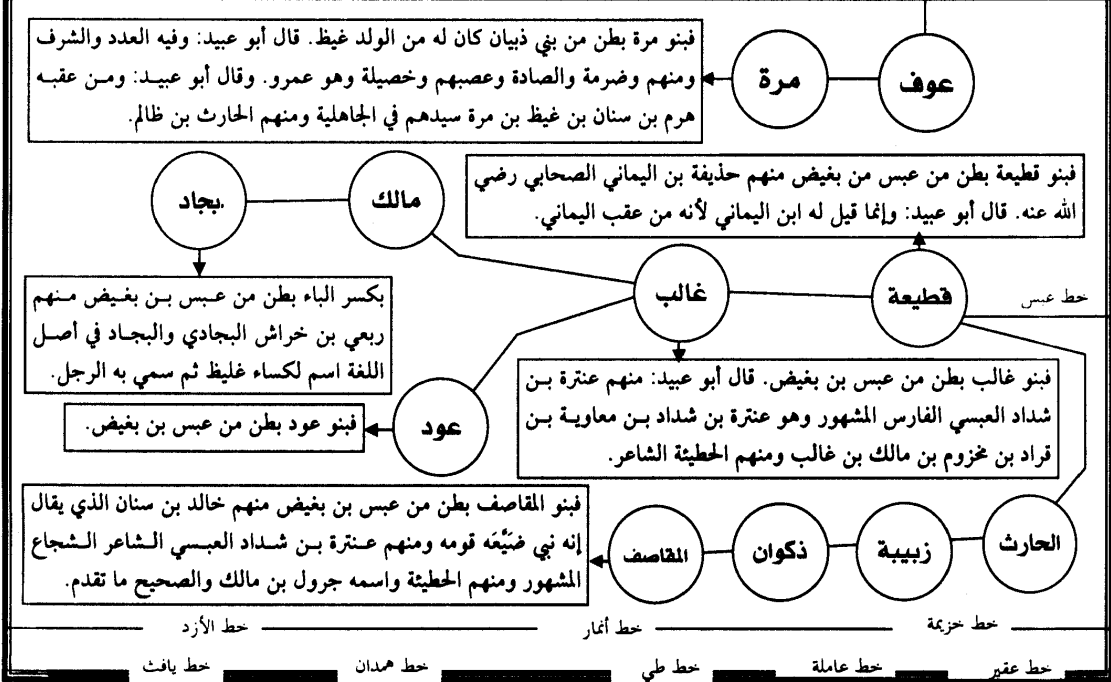 عوف
مرة
فبنو مرة بطن من بني ذبيان كان له من الولد غيظ. قال أبو عبيد: وفيه العدد والشرف
ومنهم وضرمة والصادة وعصبهم وخصيلة وهو عمرو. وقال أبو عبيد: ومن عقبه
هرم بن سنان بن غيظ بن مرة سيدهم في الجاهلية ومنهم الحارث بن ظالم.
فبنو قطيعة بطن من عبس من بغيض منهم حذيفة بن اليماني الصحابي رضي
الله عنه. قال أبو عبيد: وإنما قيل له ابن اليماني لأنه من عقب اليماني.
مالك
بجاد
خط عبس
قطيعة
غالب
بكسر الباء بطن من عبس بن بغيض منهم
ربعي بن خراش البجادي والبجاد في أصل
اللغة اسم لكساء غليظ ثم سمي به الرجل.
فبنو غالب بطن من عبس بن بغيض. قال أبو عبيد: منهم عنترة بن
شداد العبسي الفارس المشهور وهو عنترة بن شداد بن معاوية بن
قراد بن مخزوم بن مالك بن غالب ومنهم الحطيئة الشاعر.
عود
فبنو عود بطن من عبس بن بغيض.
الحارث
زبيبة
ذكوان
المقاصف
فبنو المقاصف بطن من عبس بن بغيض منهم خالد بن سنان الذي يقال
إنه نبي ضَيَّعَه قومه ومنهم عنترة بن شداد العبسي الشاعر الشجاع
المشهور ومنهم الحطيئة واسمه جرول بن مالك والصحيح ما تقدم.
خط خزيمة
خط أنمار
خط الأزد
خط عقير
خط عاملة
خط طي
خط همدان
خط يافث